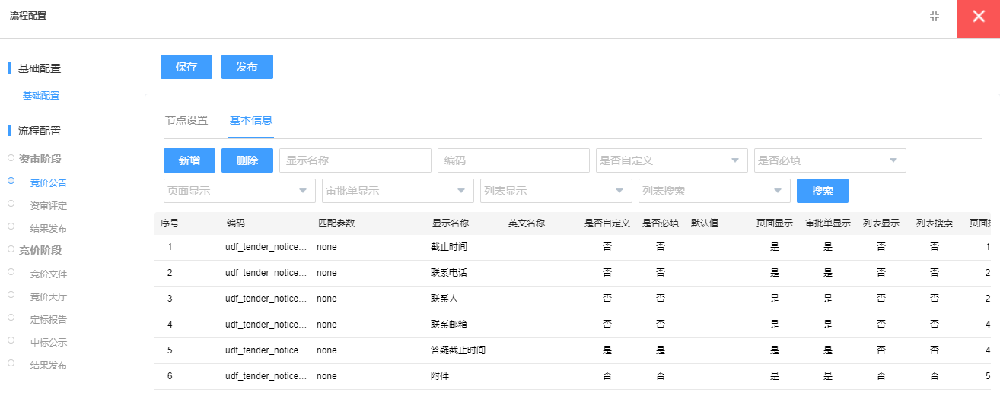 流程配置
基础配置
基础配置
流程配置
资审阶段
竞价公告
资审评定
结果发布
竞价阶段
竞价文件
竞价大厅
定标报告
中标公示
结果发布
保存 发布
节点设置 基本信息
新增 删除 显示名称 编码 是否自定义 是否必填
页面显示 审批单显示 列表显示 列表搜索 搜索
序号 编码 匹配参数 显示名称 英文名称 是否自定义 是否必填 默认值 页面显示 审批单显示 列表显示 列表搜索 页面
1 udf_tender_notice... none 截止时间 否 否 是 是 否 否 1
2 udf_tender_notice... none 联系电话 否 否 是 是 否 否 2
3 udf_tender_notice... none 联系人 否 否 是 是 否 否 2
4 udf_tender_notice... none 联系邮箱 否 否 是 是 否 否 4
5 udf_tender_notice... none 答疑截止时间 是 是 是 是 否 否 4
6 udf_tender_notice... none 附件 否 否 是 是 否 否 5